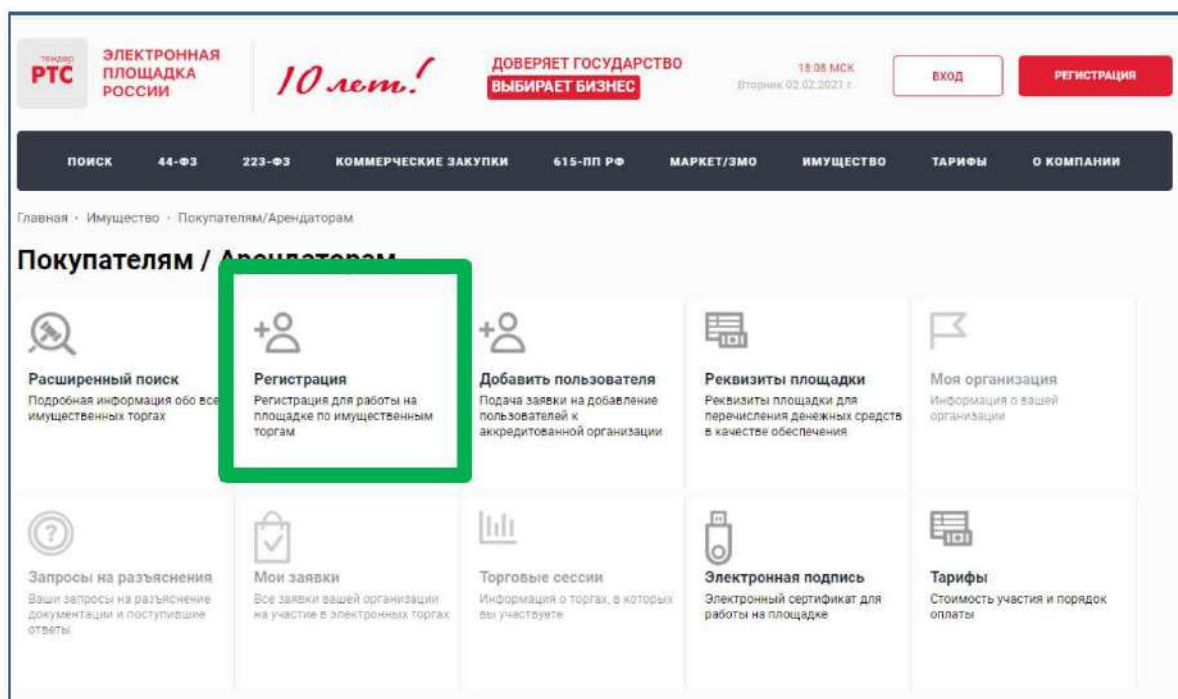 тендер
РТС
ЭЛЕКТРОННАЯ
ПЛОЩАДКА
РОССИИ
10 лет!
ДОВЕРЯЕТ ГОСУДАРСТВО
ВЫБИРАЕТ БИЗНЕС
18:08 МСК
Вторник 02.02.2021 г.
ВХОД
РЕГИСТРАЦИЯ
ПОИСК 44-ФЗ 223-ФЗ КОММЕРЧЕСКИЕ ЗАКУПКИ 615-ПП РФ МАРКЕТ/ЗМО ИМУЩЕСТВО ТАРИФЫ О КОМПАНИИ
Главная · Имущество · Покупателям/Арендаторам
Покупателям / Арендаторам
Расширенный поиск
Подробная информация обо все
имущественных торгах
Регистрация
Регистрация для работы на
площадке по имущественным
торгам
Добавить пользователя
Подача заявки на добавление
пользователей к
аккредитованной организации
Реквизиты площадки
Реквизиты площадки для
перечисления денежных средств
в качестве обеспечения
Моя организация
Информация о вашей
организации
Запросы на разъяснения
Ваши запросы на разъяснение
документации и поступившие
ответы
Мои заявки
Все заявки вашей организации
на участие в электронных торгах
Торговые сессии
Информация о торгах, в которых
вы участвуете
Электронная подпись
Электронный сертификат для
работы на площадке
Тарифы
Стоимость участия и порядок
оплаты